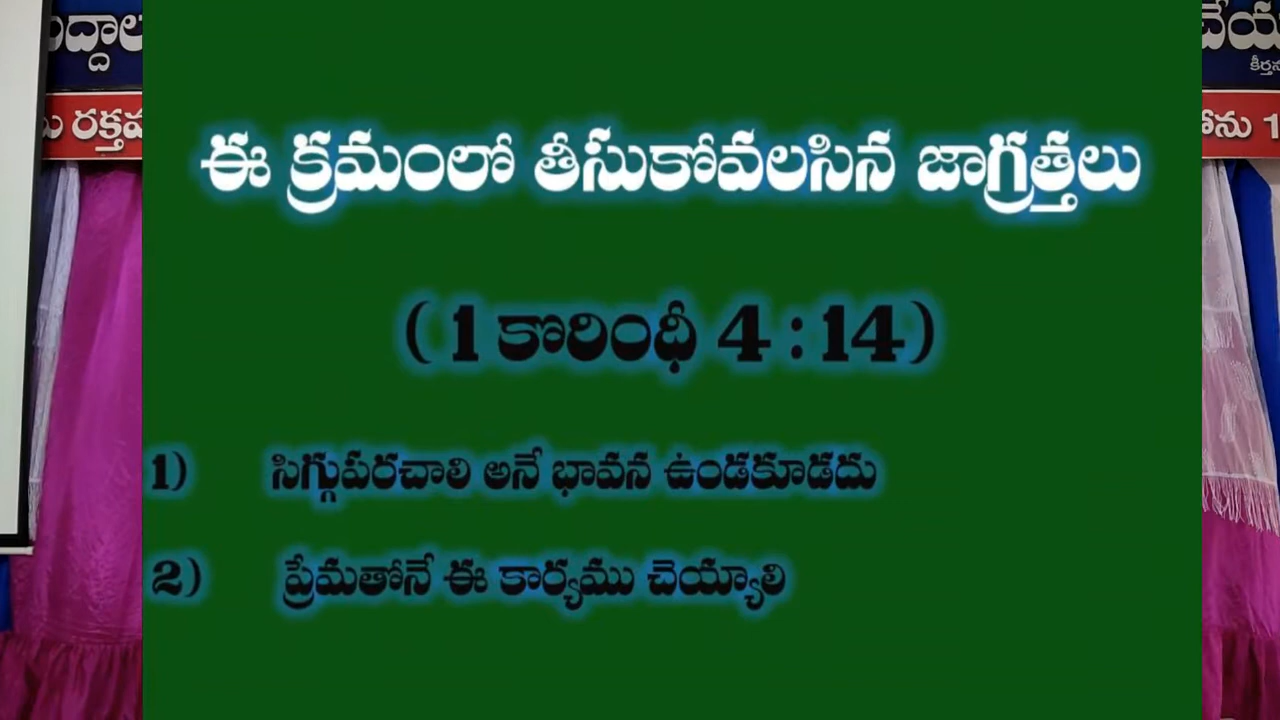 ఈ క్రమంలో తీసుకోవలసిన జాగ్రత్తలు
( 1 కొరింథీ 4 : 14 )
1) సిగ్గుపరచాలి అనే భావన ఉండకూడదు
2) ప్రేమతోనే ఈ కార్యము చెయ్యాలి